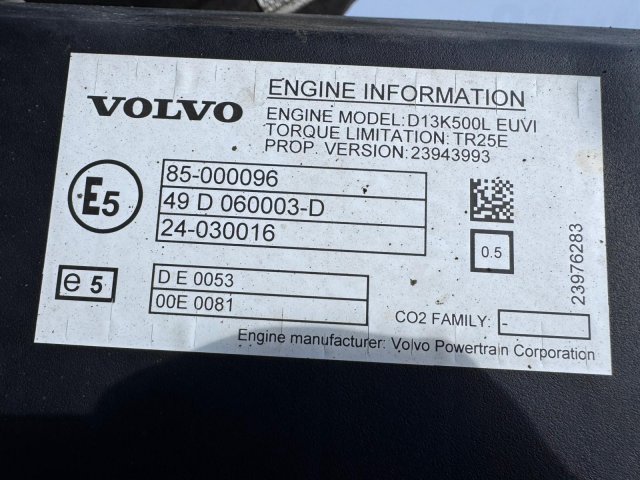 VOLVO
ENGINE INFORMATION
ENGINE MODEL:D13K500L EUVI
TORQUE LIMITATION:TR25E
PROP. VERSION:23943993
E5
85-000096
49 D 060003-D
24-030016
0.5
23976283
e 5
D E 0053
00E 0081
CO2 FAMILY: -
Engine manufacturer: Volvo Powertrain Corporation